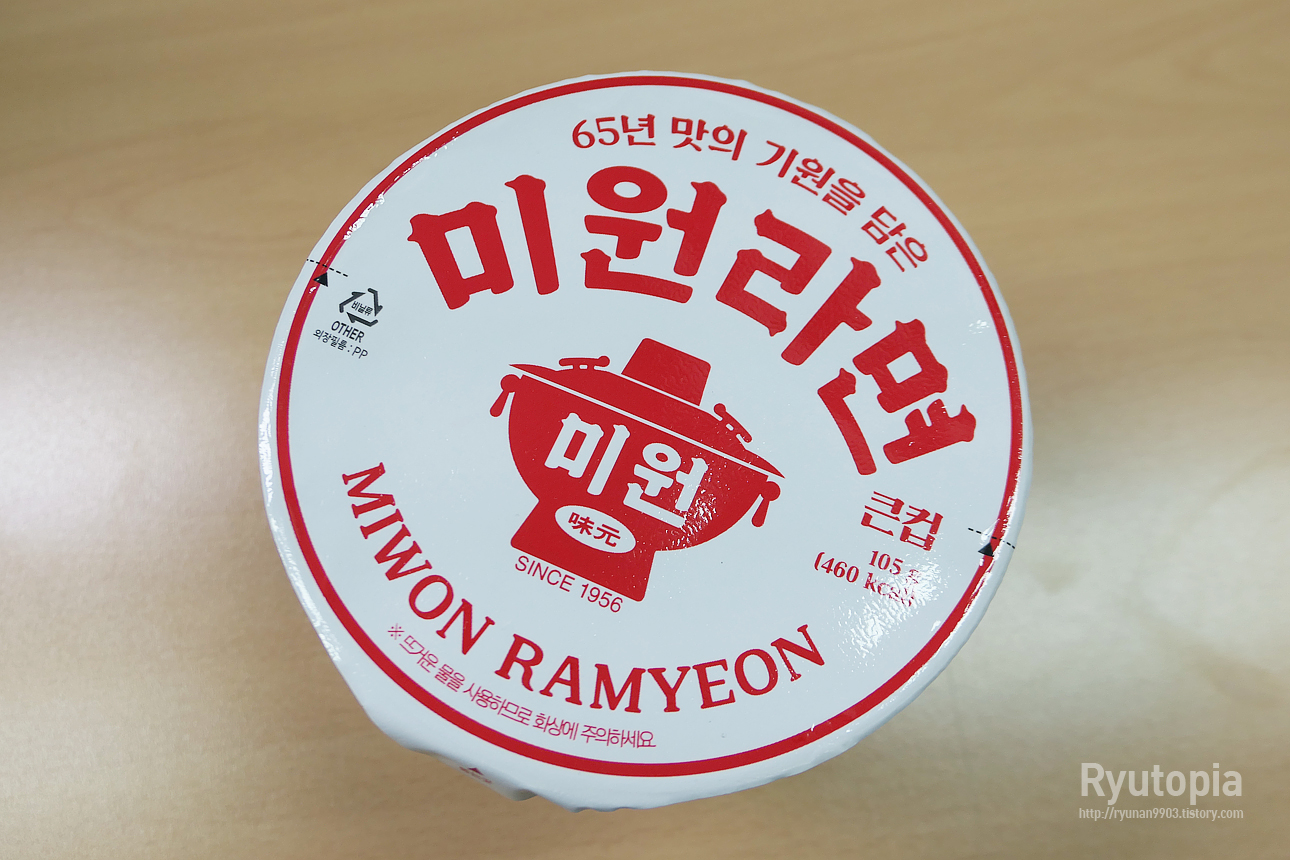 65년 맛의 기원을 담은
미원라면
비닐류
OTHER
외장필름 : PP
미원
味元
SINCE 1956
큰컵
105 g
(460 kcal)
MIWON RAMYEON
※ 뜨거운 물을 사용하므로 화상에 주의하세요.
Ryutopia
http://ryunan9903.tistory.com